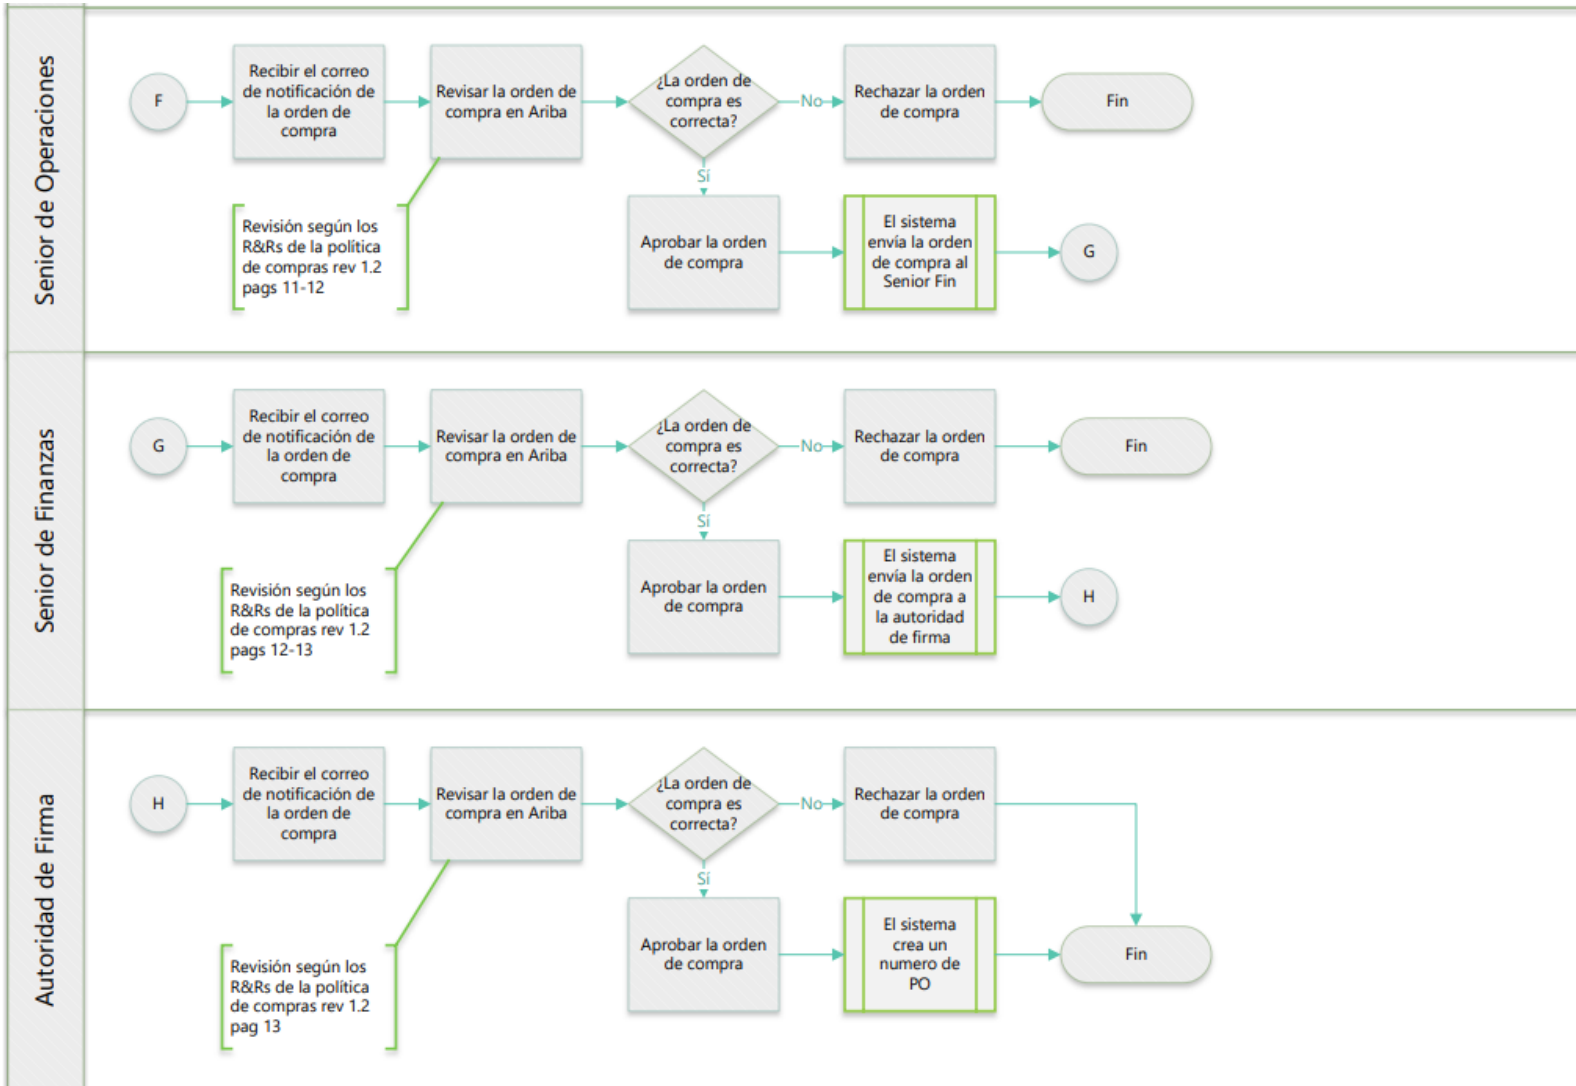 Senior de Operaciones
F
Recibir el correo
de notificación de
la orden de
compra
Revisar la orden de
compra en Ariba
¿La orden de
compra es
correcta?
No
Rechazar la orden
de compra
Fin
Sí
Revisión según los
R&Rs de la política
de compras rev 1.2
pags 11-12
Aprobar la orden
de compra
El sistema
envía la orden
de compra al
Senior Fin
G
Senior de Finanzas
G
Recibir el correo
de notificación de
la orden de
compra
Revisar la orden de
compra en Ariba
¿La orden de
compra es
correcta?
No
Rechazar la orden
de compra
Fin
Sí
Revisión según los
R&Rs de la política
de compras rev 1.2
pags 12-13
Aprobar la orden
de compra
El sistema
envía la orden
de compra a
la autoridad
de firma
H
Autoridad de Firma
H
Recibir el correo
de notificación de
la orden de
compra
Revisar la orden de
compra en Ariba
¿La orden de
compra es
correcta?
No
Rechazar la orden
de compra
Sí
Revisión según los
R&Rs de la política
de compras rev 1.2
pag 13
Aprobar la orden
de compra
El sistema
crea un
numero de
PO
Fin